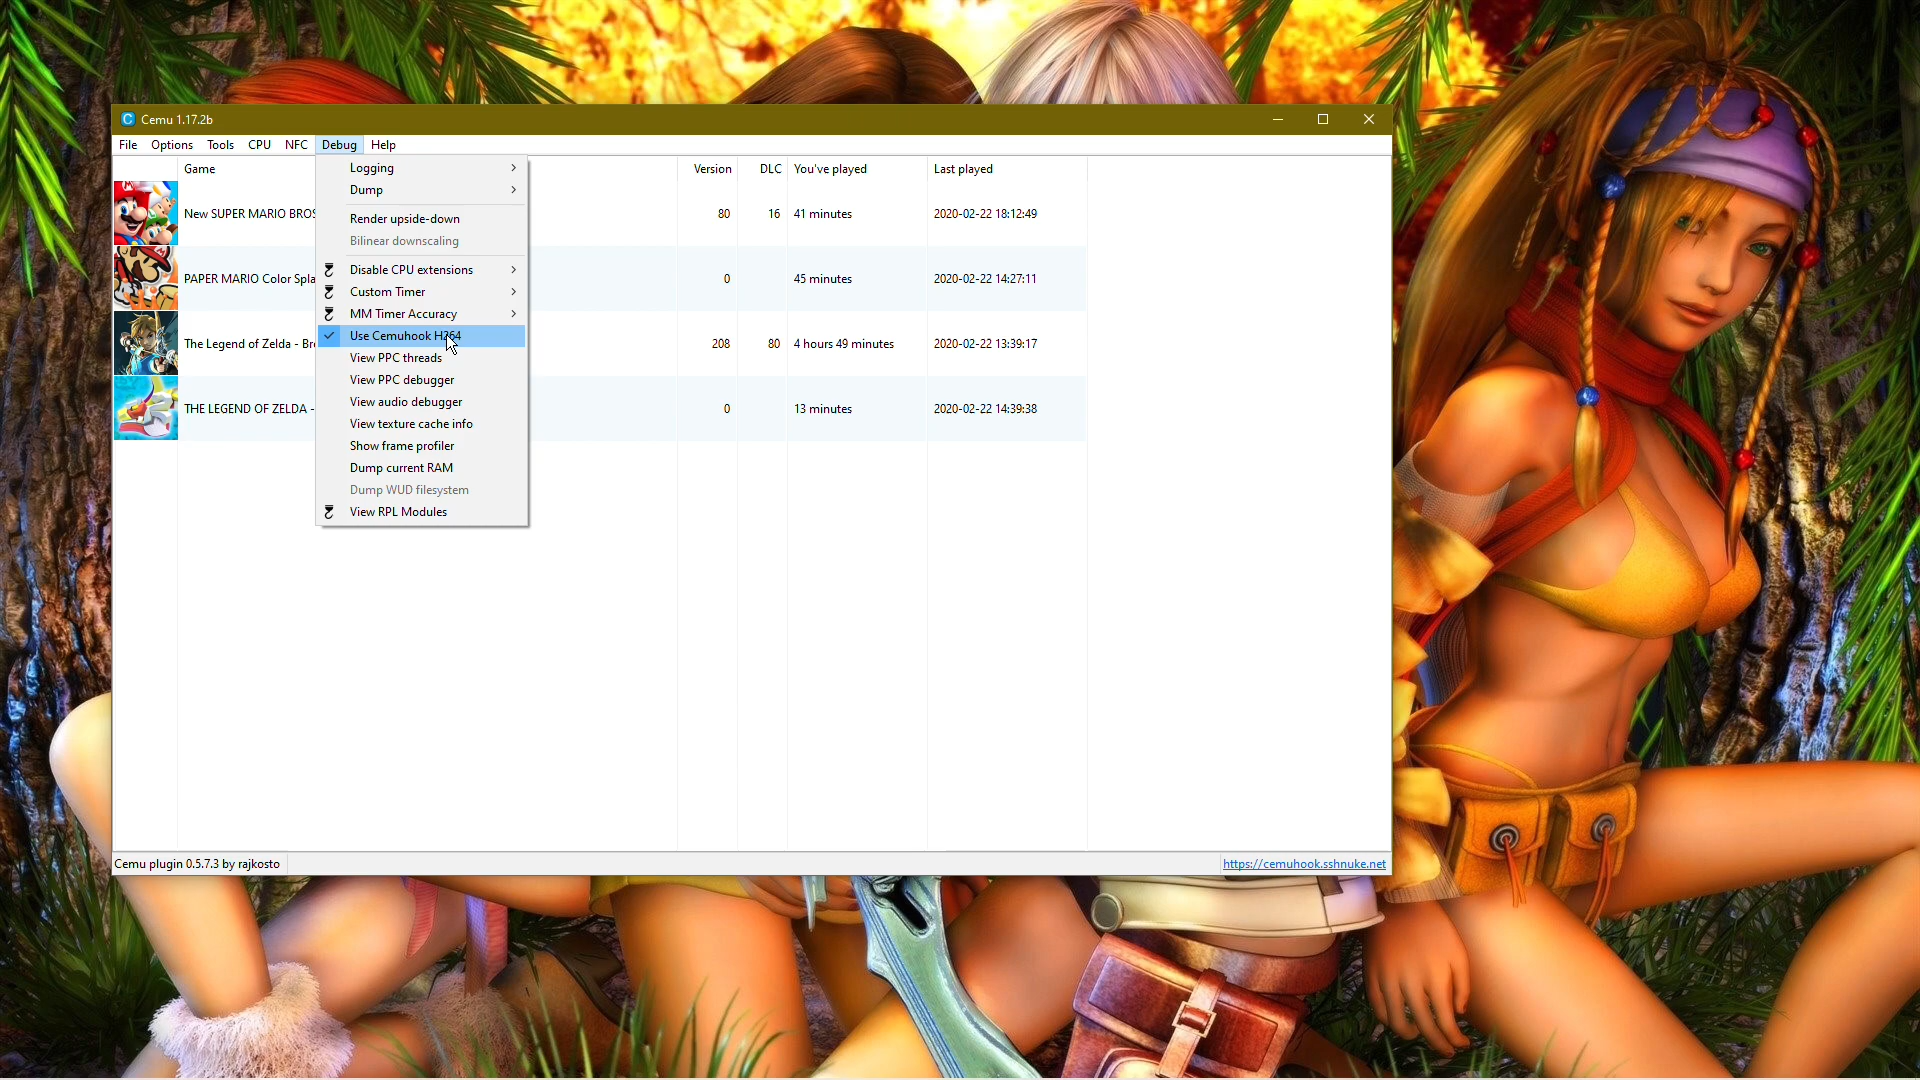 Cemu 1.17.2b
File Options Tools CPU NFC Debug Help
Game Version DLC You've played Last played
New SUPER MARIO BROS 80 16 41 minutes 2020-02-22 18:12:49
PAPER MARIO Color Spla 0 45 minutes 2020-02-22 14:27:11
The Legend of Zelda - Bre 208 80 4 hours 49 minutes 2020-02-22 13:39:17
THE LEGEND OF ZELDA - 0 13 minutes 2020-02-22 14:39:38
Logging
Dump
Render upside-down
Bilinear downscaling
Disable CPU extensions
Custom Timer
MM Timer Accuracy
Use Cemuhook H264
View PPC threads
View PPC debugger
View audio debugger
View texture cache info
Show frame profiler
Dump current RAM
Dump WUD filesystem
View RPL Modules
Cemu plugin 0.5.7.3 by rajkosto
https://cemuhook.sshnuke.net